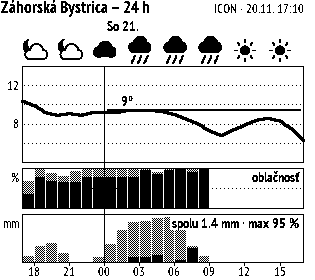 Záhorská Bystrica – 24 h ICON - 20.11. 17:10
So 21.
12
9°
8
% oblačnosť
mm spolu 1.4 mm · max 95 %
18 21 00 03 06 09 12 15